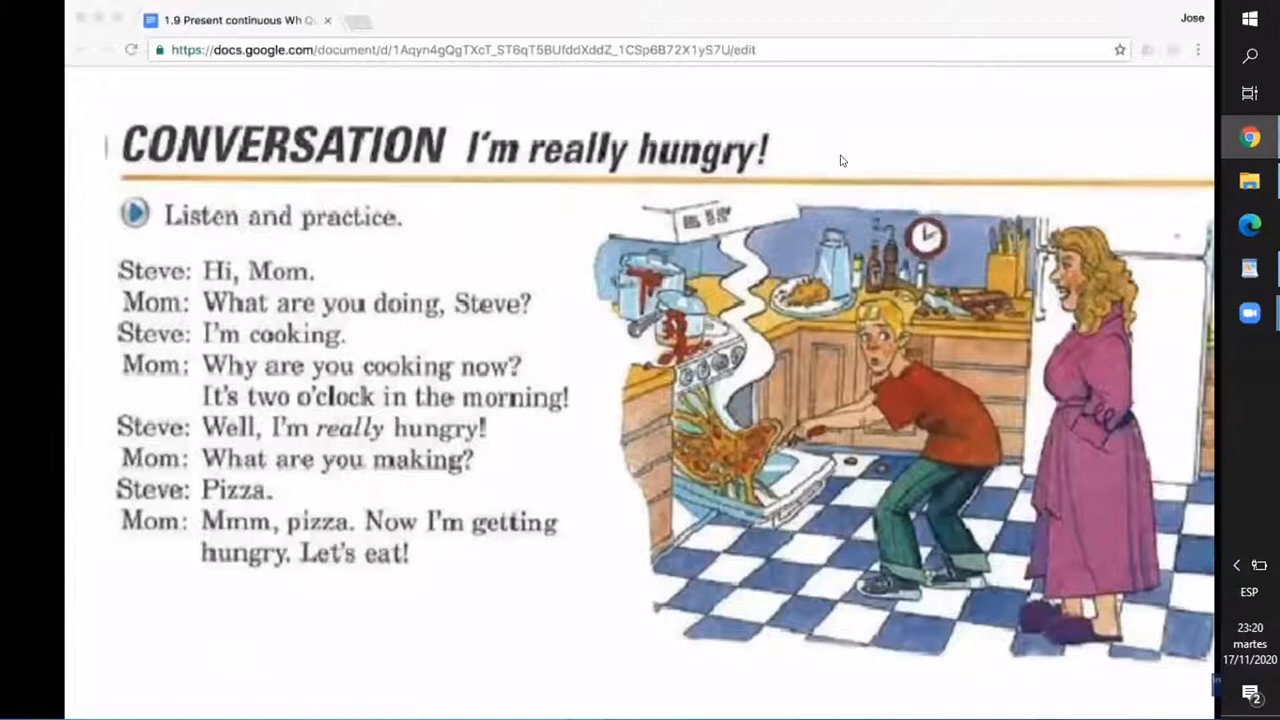 1.9 Present continuous Wh Q
Jose
https://docs.google.com/document/d/1Aqyn4gQgTXcT_ST6qT5BUfddXddZ_1CSp6B72X1yS7U/edit
CONVERSATION I'm really hungry!
Listen and practice.
Steve: Hi, Mom.
Mom: What are you doing, Steve?
Steve: I'm cooking.
Mom: Why are you cooking now?
It's two o'clock in the morning!
Steve: Well, I'm really hungry!
Mom: What are you making?
Steve: Pizza.
Mom: Mmm, pizza. Now I'm getting
hungry. Let's eat!
ESP
23:20
martes
17/11/2020
2